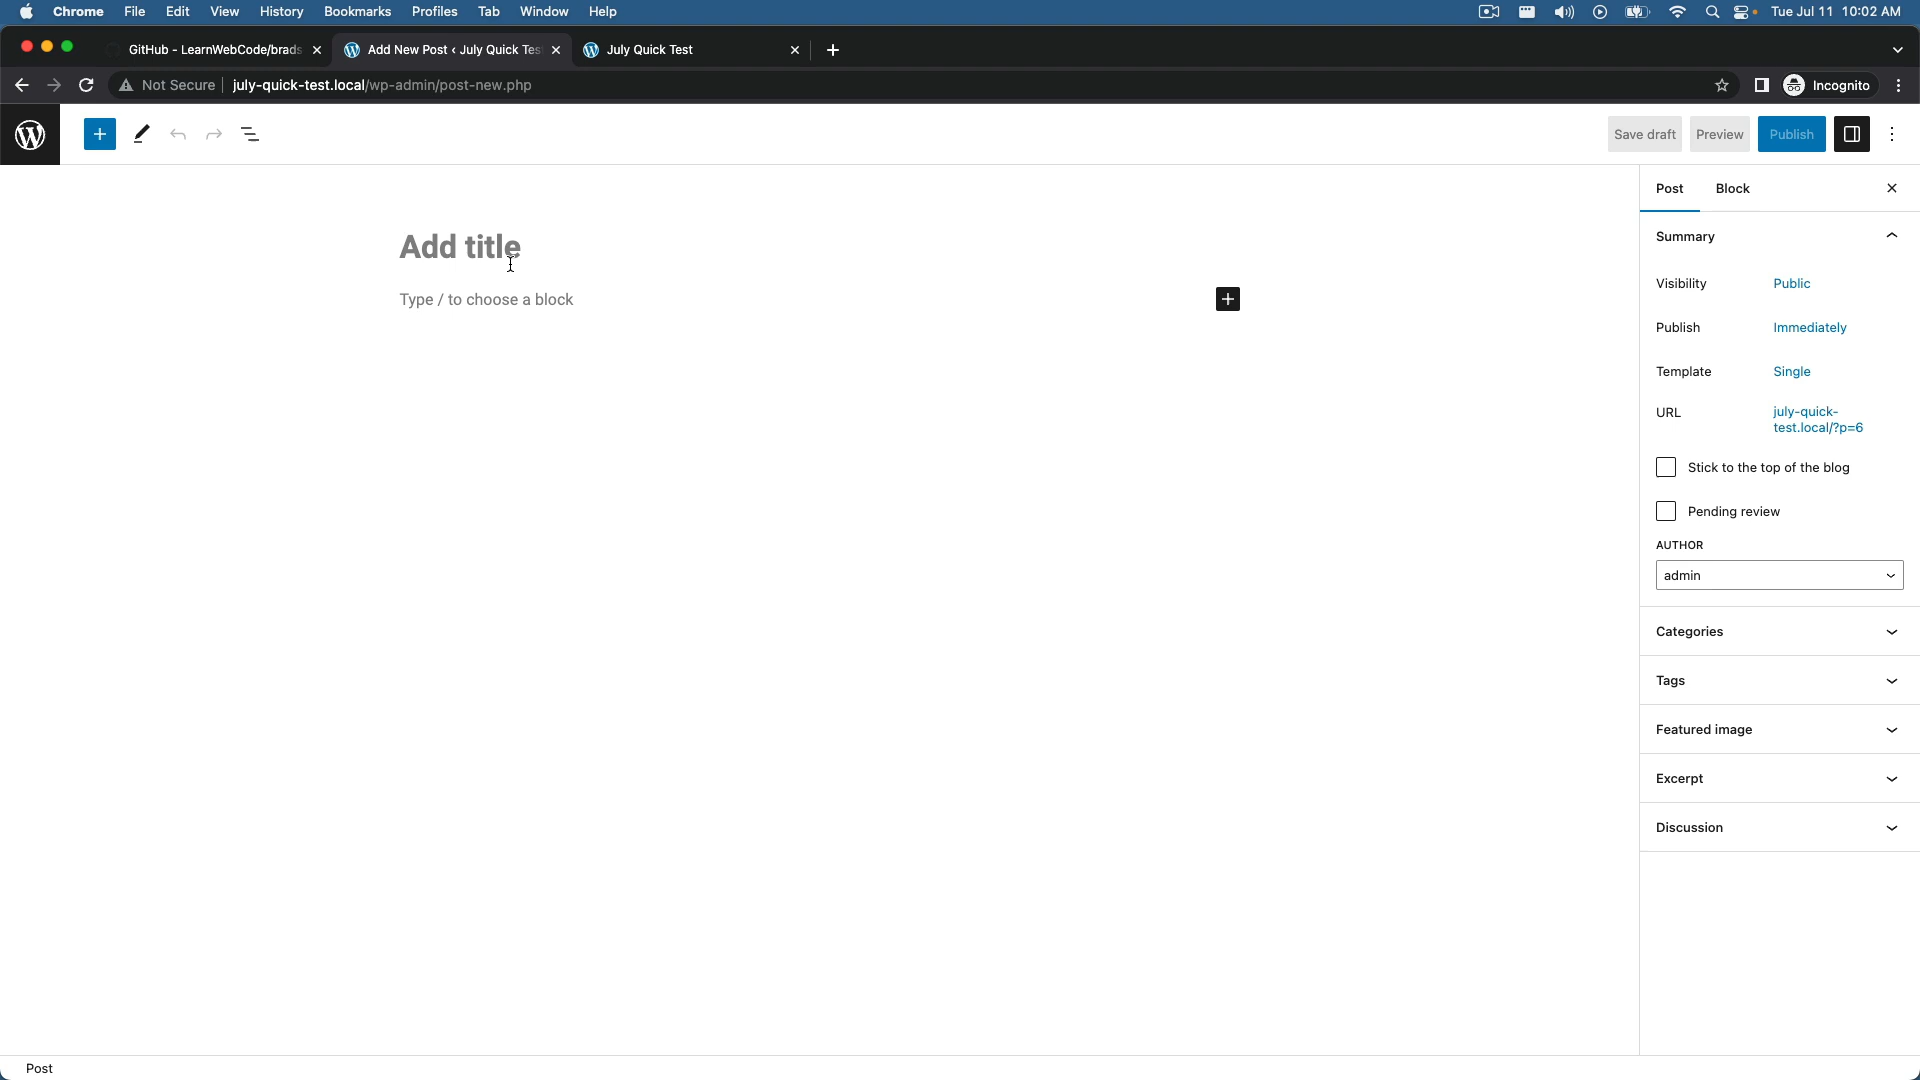 Chrome File Edit View History Bookmarks Profiles Tab Window Help Tue Jul 11 10:02 AM
GitHub - LearnWebCode/brads Add New Post ‹ July Quick Tes July Quick Test
Not Secure july-quick-test.local/wp-admin/post-new.php Incognito
Save draft Preview Publish
Post Block
Summary
Add title
Visibility Public
Type / to choose a block
Publish Immediately
Template Single
URL july-quick-
test.local/?p=6
Stick to the top of the blog
Pending review
AUTHOR
admin
Categories
Tags
Featured image
Excerpt
Discussion
Post